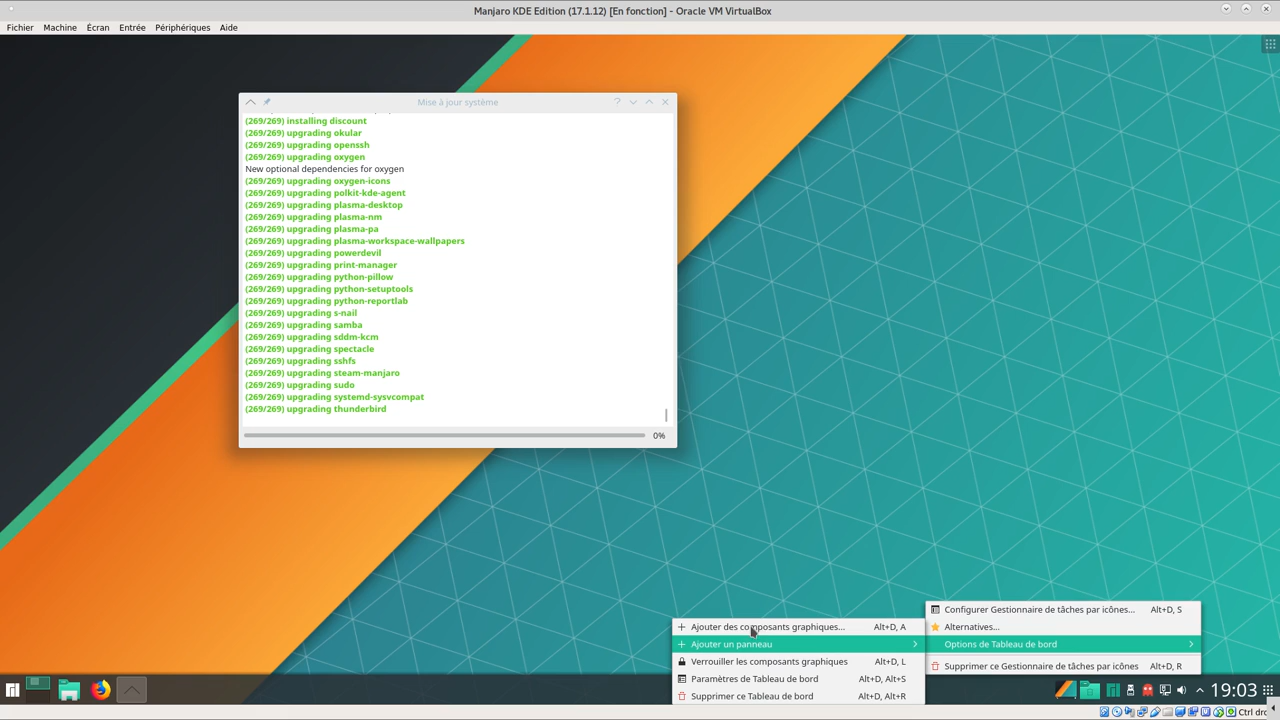 Manjaro KDE Edition (17.1.12) [En fonction] - Oracle VM VirtualBox
Fichier Machine Écran Entrée Périphériques Aide
Mise à jour système
(269/269) installing discount
(269/269) upgrading okular
(269/269) upgrading openssh
(269/269) upgrading oxygen
New optional dependencies for oxygen
(269/269) upgrading oxygen-icons
(269/269) upgrading polkit-kde-agent
(269/269) upgrading plasma-desktop
(269/269) upgrading plasma-nm
(269/269) upgrading plasma-pa
(269/269) upgrading plasma-workspace-wallpapers
(269/269) upgrading powerdevil
(269/269) upgrading print-manager
(269/269) upgrading python-pillow
(269/269) upgrading python-setuptools
(269/269) upgrading python-reportlab
(269/269) upgrading s-nail
(269/269) upgrading samba
(269/269) upgrading sddm-kcm
(269/269) upgrading spectacle
(269/269) upgrading sshfs
(269/269) upgrading steam-manjaro
(269/269) upgrading sudo
(269/269) upgrading systemd-sysvcompat
(269/269) upgrading thunderbird
0%
Configurer Gestionnaire de tâches par icônes... Alt+D, S
Alternatives...
Options de Tableau de bord
Supprimer ce Gestionnaire de tâches par icônes Alt+D, R
Ajouter des composants graphiques... Alt+D, A
Ajouter un panneau
Verrouiller les composants graphiques Alt+D, L
Paramètres de Tableau de bord Alt+D, Alt+S
Supprimer ce Tableau de bord Alt+D, Alt+R
19:03
Ctrl dro